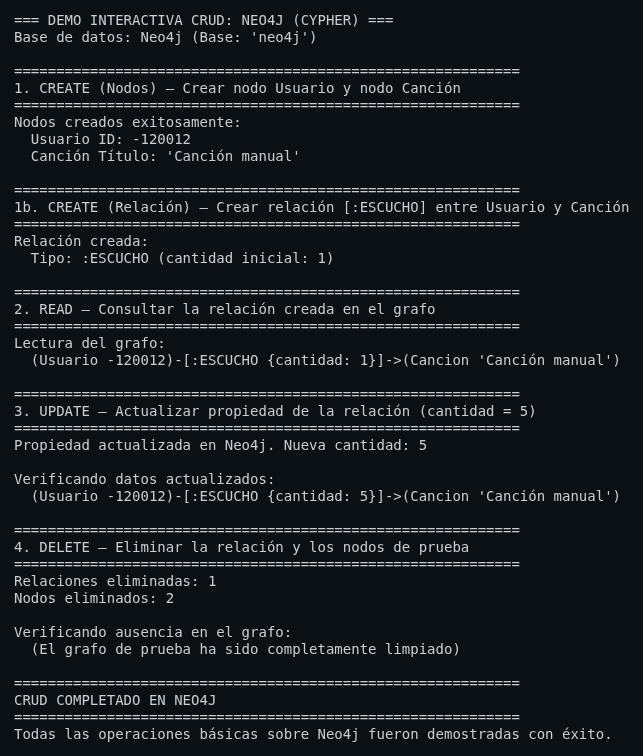 === DEMO INTERACTIVA CRUD: NEO4J (CYPHER) ===
Base de datos: Neo4j (Base: 'neo4j')
============================================================
1. CREATE (Nodos) — Crear nodo Usuario y nodo Canción
============================================================
Nodos creados exitosamente:
Usuario ID: -120012
Canción Título: 'Canción manual'
============================================================
1b. CREATE (Relación) — Crear relación [:ESCUCHO] entre Usuario y Canción
============================================================
Relación creada:
Tipo: :ESCUCHO (cantidad inicial: 1)
============================================================
2. READ — Consultar la relación creada en el grafo
============================================================
Lectura del grafo:
(Usuario -120012)-[:ESCUCHO {cantidad: 1}]->(Cancion 'Canción manual')
============================================================
3. UPDATE — Actualizar propiedad de la relación (cantidad = 5)
============================================================
Propiedad actualizada en Neo4j. Nueva cantidad: 5
Verificando datos actualizados:
(Usuario -120012)-[:ESCUCHO {cantidad: 5}]->(Cancion 'Canción manual')
============================================================
4. DELETE — Eliminar la relación y los nodos de prueba
============================================================
Relaciones eliminadas: 1
Nodos eliminados: 2
Verificando ausencia en el grafo:
(El grafo de prueba ha sido completamente limpiado)
============================================================
CRUD COMPLETADO EN NEO4J
============================================================
Todas las operaciones básicas sobre Neo4j fueron demostradas con éxito.